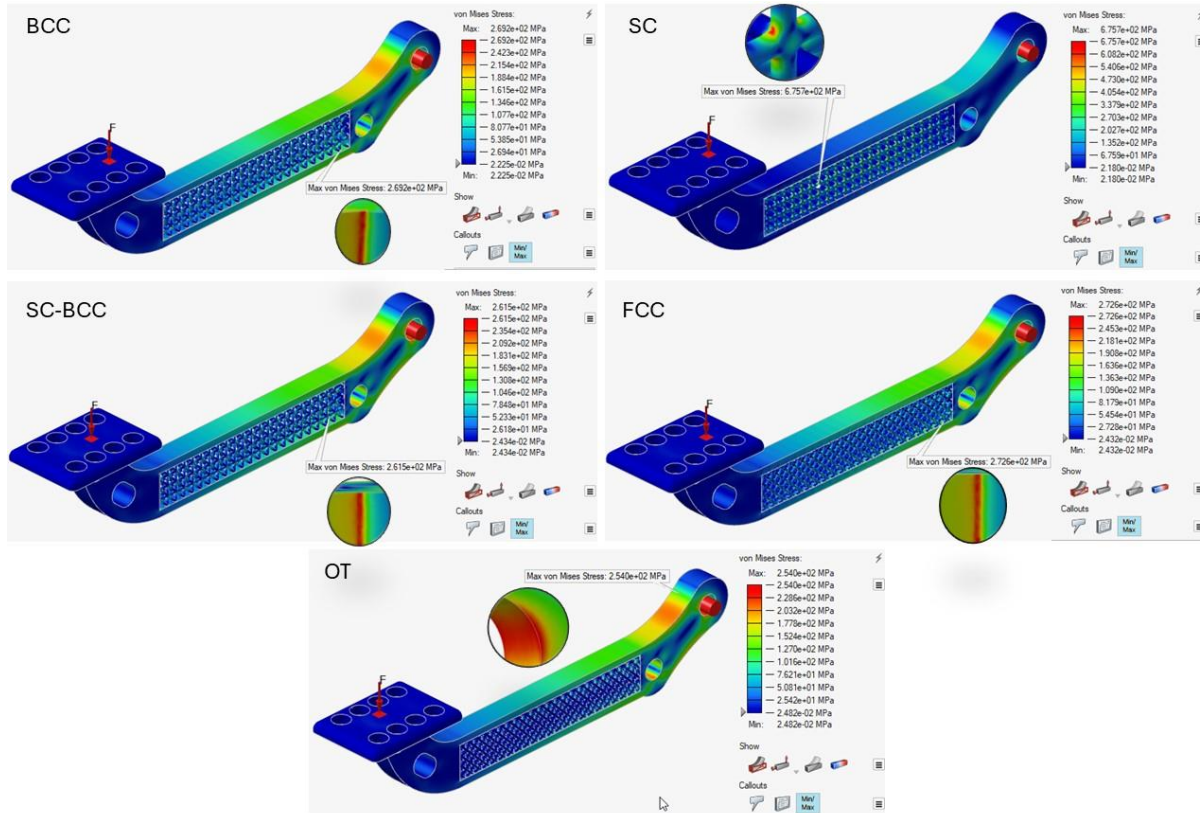 BCC
von Mises Stress:
Max: 2.692e+02 MPa
2.692e+02 MPa
2.423e+02 MPa
2.154e+02 MPa
1.884e+02 MPa
1.615e+02 MPa
1.346e+02 MPa
1.077e+02 MPa
8.077e+01 MPa
5.385e+01 MPa
2.694e+01 MPa
2.225e-02 MPa
Min: 2.225e-02 MPa
Show
Callouts
Min/
Max
F
Max von Mises Stress: 2.692e+02 MPa
SC
von Mises Stress:
Max: 6.757e+02 MPa
6.757e+02 MPa
6.082e+02 MPa
5.406e+02 MPa
4.730e+02 MPa
4.054e+02 MPa
3.379e+02 MPa
2.703e+02 MPa
2.027e+02 MPa
1.352e+02 MPa
6.759e+01 MPa
2.180e-02 MPa
Min: 2.180e-02 MPa
Show
Callouts
Min/
Max
Max von Mises Stress: 6.757e+02 MPa
F
SC-BCC
von Mises Stress:
Max: 2.615e+02 MPa
2.615e+02 MPa
2.354e+02 MPa
2.092e+02 MPa
1.831e+02 MPa
1.569e+02 MPa
1.308e+02 MPa
1.046e+02 MPa
7.848e+01 MPa
5.233e+01 MPa
2.618e+01 MPa
2.434e-02 MPa
Min: 2.434e-02 MPa
Show
Callouts
Min/
Max
F
Max von Mises Stress: 2.615e+02 MPa
FCC
von Mises Stress:
Max: 2.726e+02 MPa
2.726e+02 MPa
2.453e+02 MPa
2.181e+02 MPa
1.908e+02 MPa
1.636e+02 MPa
1.363e+02 MPa
1.090e+02 MPa
8.179e+01 MPa
5.454e+01 MPa
2.728e+01 MPa
2.432e-02 MPa
Min: 2.432e-02 MPa
Show
Callouts
Min/
Max
F
Max von Mises Stress: 2.726e+02 MPa
OT
von Mises Stress:
Max: 2.540e+02 MPa
2.540e+02 MPa
2.286e+02 MPa
2.032e+02 MPa
1.778e+02 MPa
1.524e+02 MPa
1.270e+02 MPa
1.016e+02 MPa
7.621e+01 MPa
5.081e+01 MPa
2.542e+01 MPa
2.482e-02 MPa
Min: 2.482e-02 MPa
Show
Callouts
Min/
Max
Max von Mises Stress: 2.540e+02 MPa
F